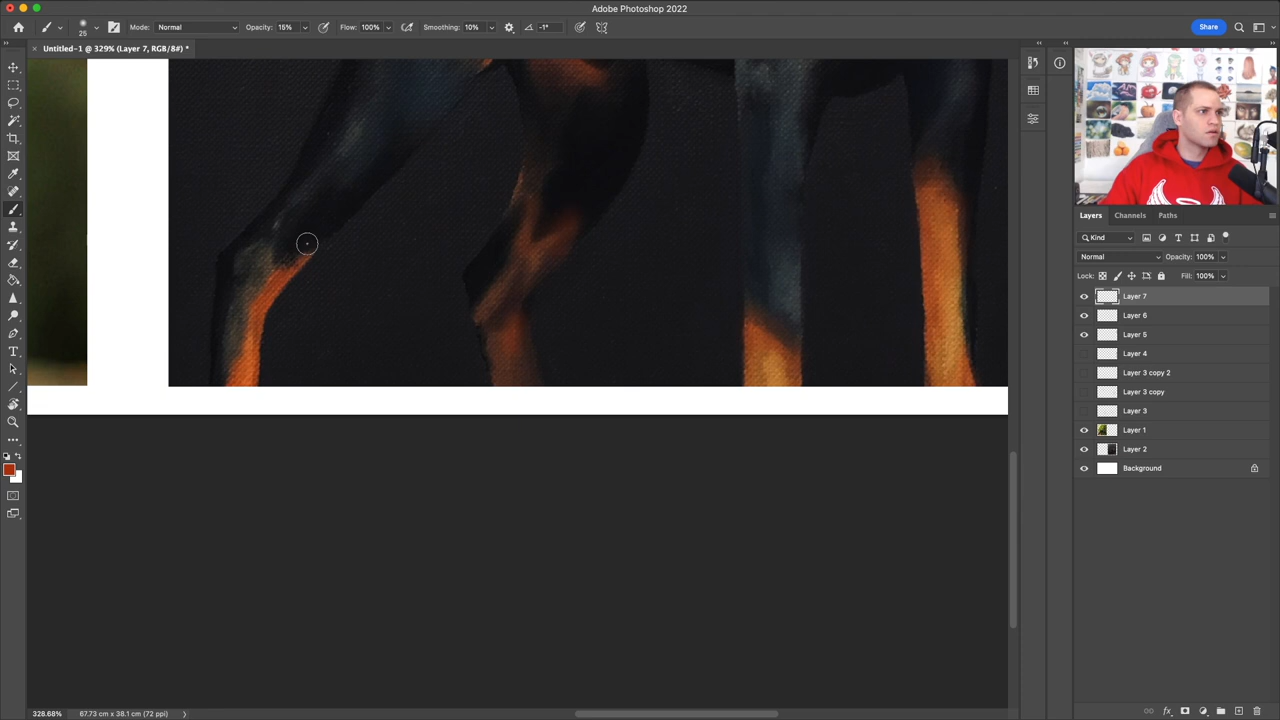 Adobe Photoshop 2022
25
Mode: Normal
Opacity: 15%
Flow: 100%
Smoothing: 10%
-1°
Share
Untitled-1 @ 329% (Layer 7, RGB/8#) *
Layers
Channels
Paths
Kind
Normal
Opacity: 100%
Lock:
Fill: 100%
Layer 7
Layer 6
Layer 5
Layer 4
Layer 3 copy 2
Layer 3 copy
Layer 3
Layer 1
Layer 2
Background
fx
328.68%
67.73 cm x 38.1 cm (72 ppi)